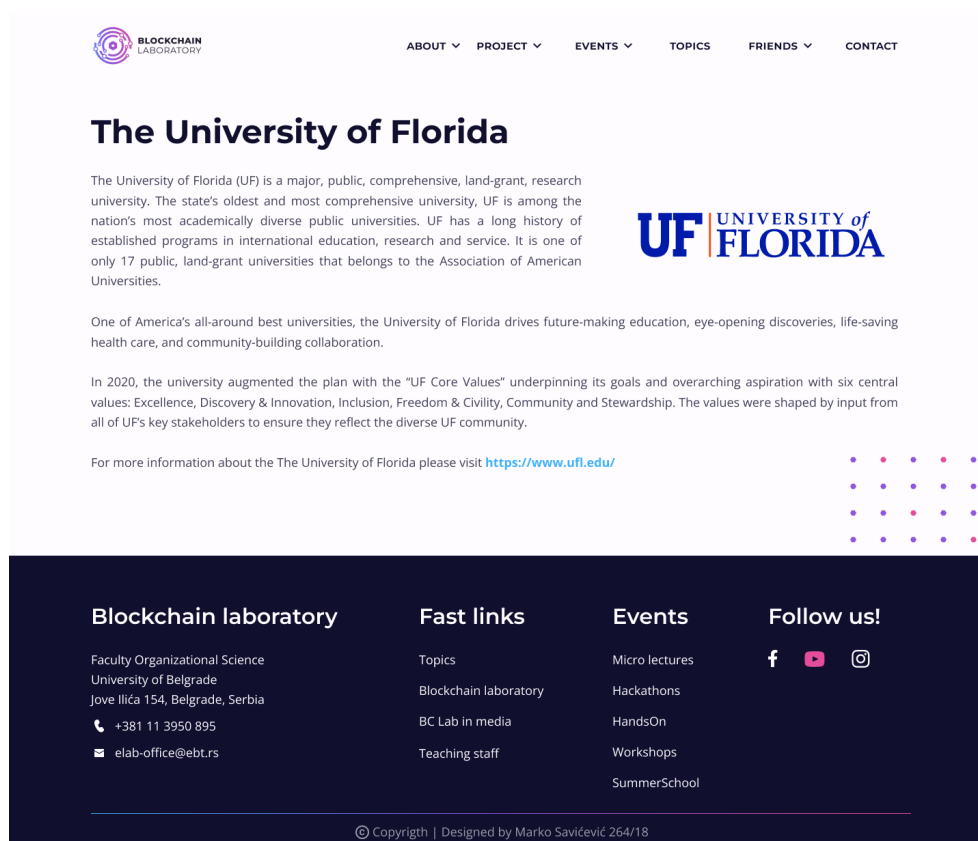 BLOCKCHAIN
LABORATORY
ABOUT PROJECT EVENTS TOPICS FRIENDS CONTACT
The University of Florida
The University of Florida (UF) is a major, public, comprehensive, land-grant, research
university. The state's oldest and most comprehensive university, UF is among the
nation's most academically diverse public universities. UF has a long history of
established programs in international education, research and service. It is one of
only 17 public, land-grant universities that belongs to the Association of American
Universities.
UF UNIVERSITY of
FLORIDA
One of America's all-around best universities, the University of Florida drives future-making education, eye-opening discoveries, life-saving
health care, and community-building collaboration.
In 2020, the university augmented the plan with the “UF Core Values” underpinning its goals and overarching aspiration with six central
values: Excellence, Discovery & Innovation, Inclusion, Freedom & Civility, Community and Stewardship. The values were shaped by input from
all of UF's key stakeholders to ensure they reflect the diverse UF community.
For more information about the The University of Florida please visit https://www.ufl.edu/
Blockchain laboratory
Faculty Organizational Science
University of Belgrade
Jove Ilića 154, Belgrade, Serbia
+381 11 3950 895
elab-office@ebt.rs
Fast links
Topics
Blockchain laboratory
BC Lab in media
Teaching staff
Events
Micro lectures
Hackathons
HandsOn
Workshops
SummerSchool
Follow us!
© Copyrigth | Designed by Marko Savićević 264/18